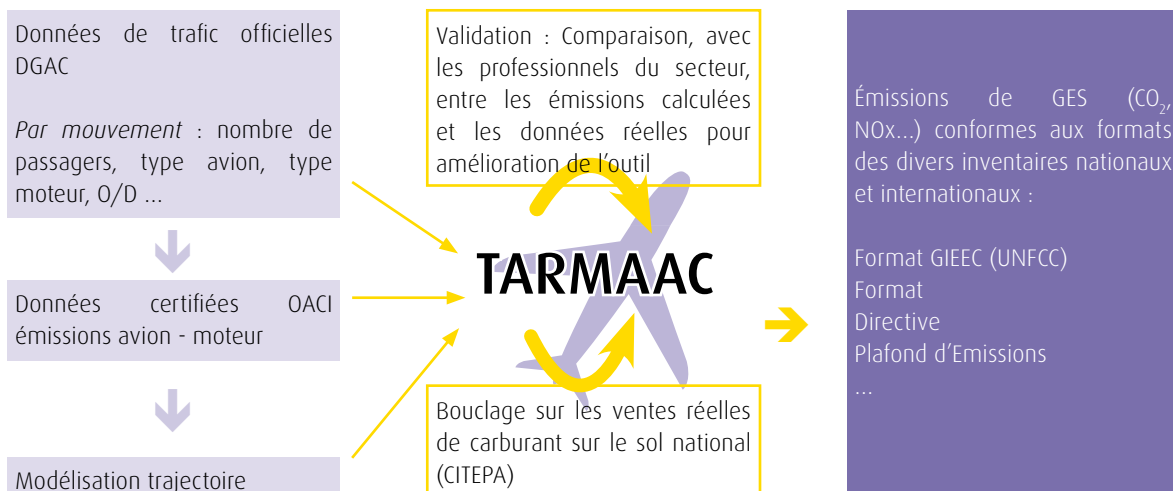 Données de trafic officielles
DGAC
Par mouvement : nombre de
passagers, type avion, type
moteur, O/D ...
Données certifiées OACI
émissions avion - moteur
Modélisation trajectoire
Validation : Comparaison, avec
les professionnels du secteur,
entre les émissions calculées
et les données réelles pour
amélioration de l'outil
TARMAAC
Bouclage sur les ventes réelles
de carburant sur le sol national
(CITEPA)
Émissions de GES (CO₂,
NOx...) conformes aux formats
des divers inventaires nationaux
et internationaux :
Format GIEEC (UNFCC)
Format
Directive
Plafond d'Emissions
...